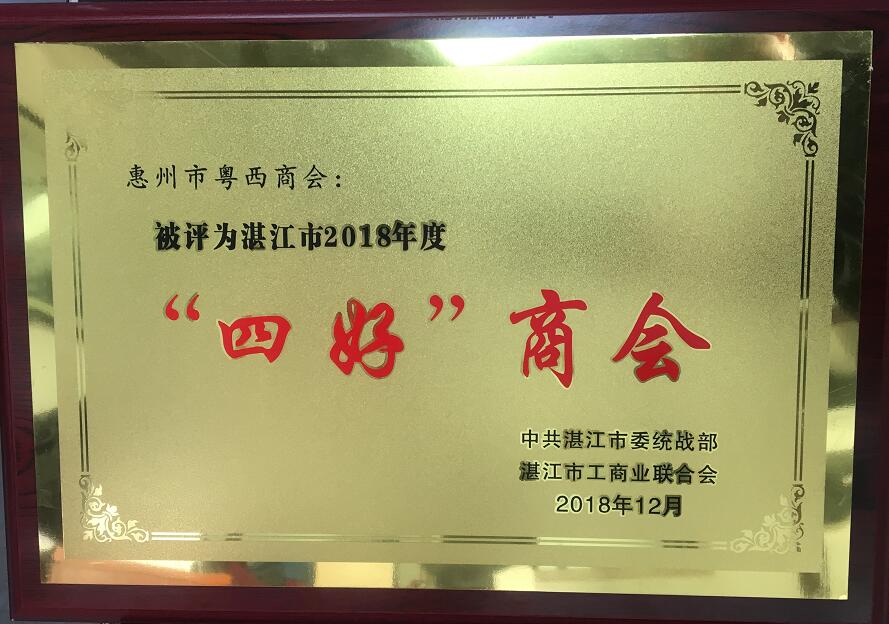 惠州市粤西商会：
被评为湛江市2018年度
“四好”商会
中共湛江市委统战部
湛江市工商业联合会
2018年12月